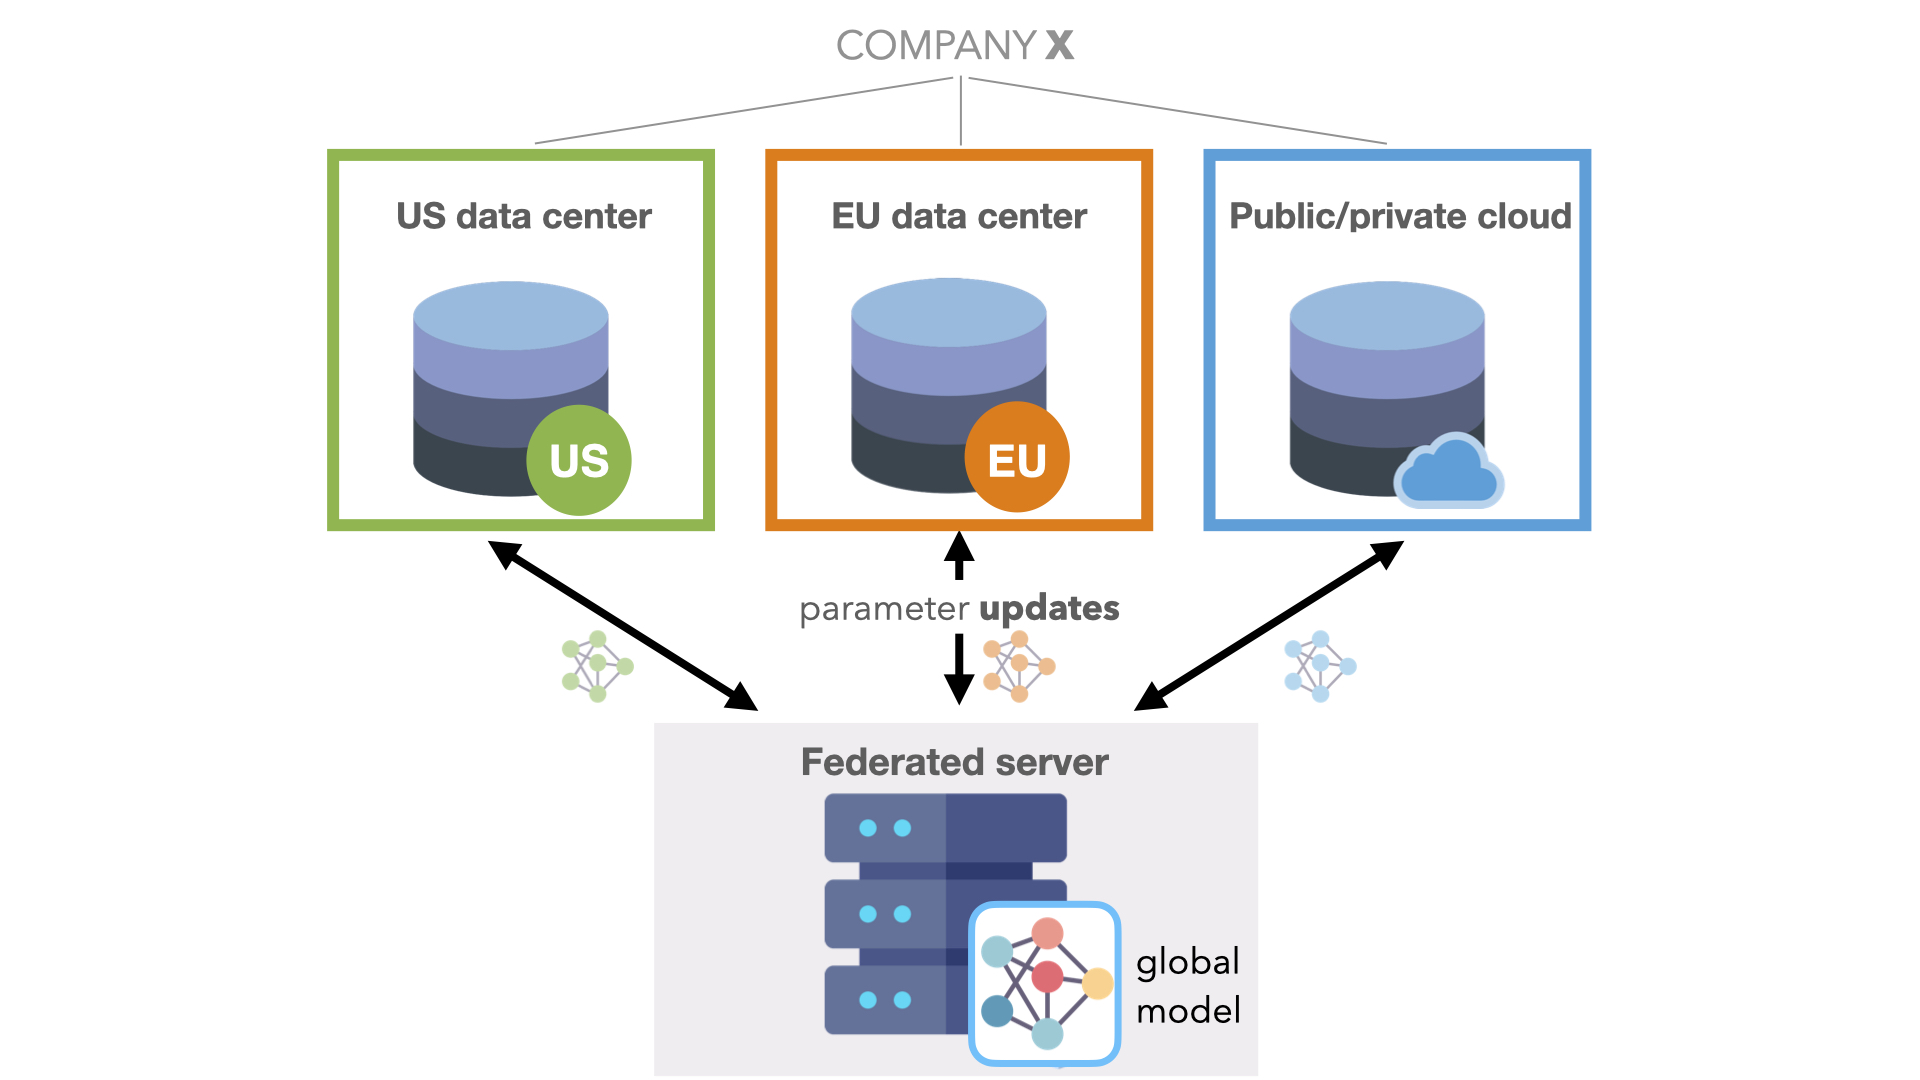 COMPANY X
US data center
EU data center
Public/private cloud
US
EU
parameter updates
Federated server
global
model